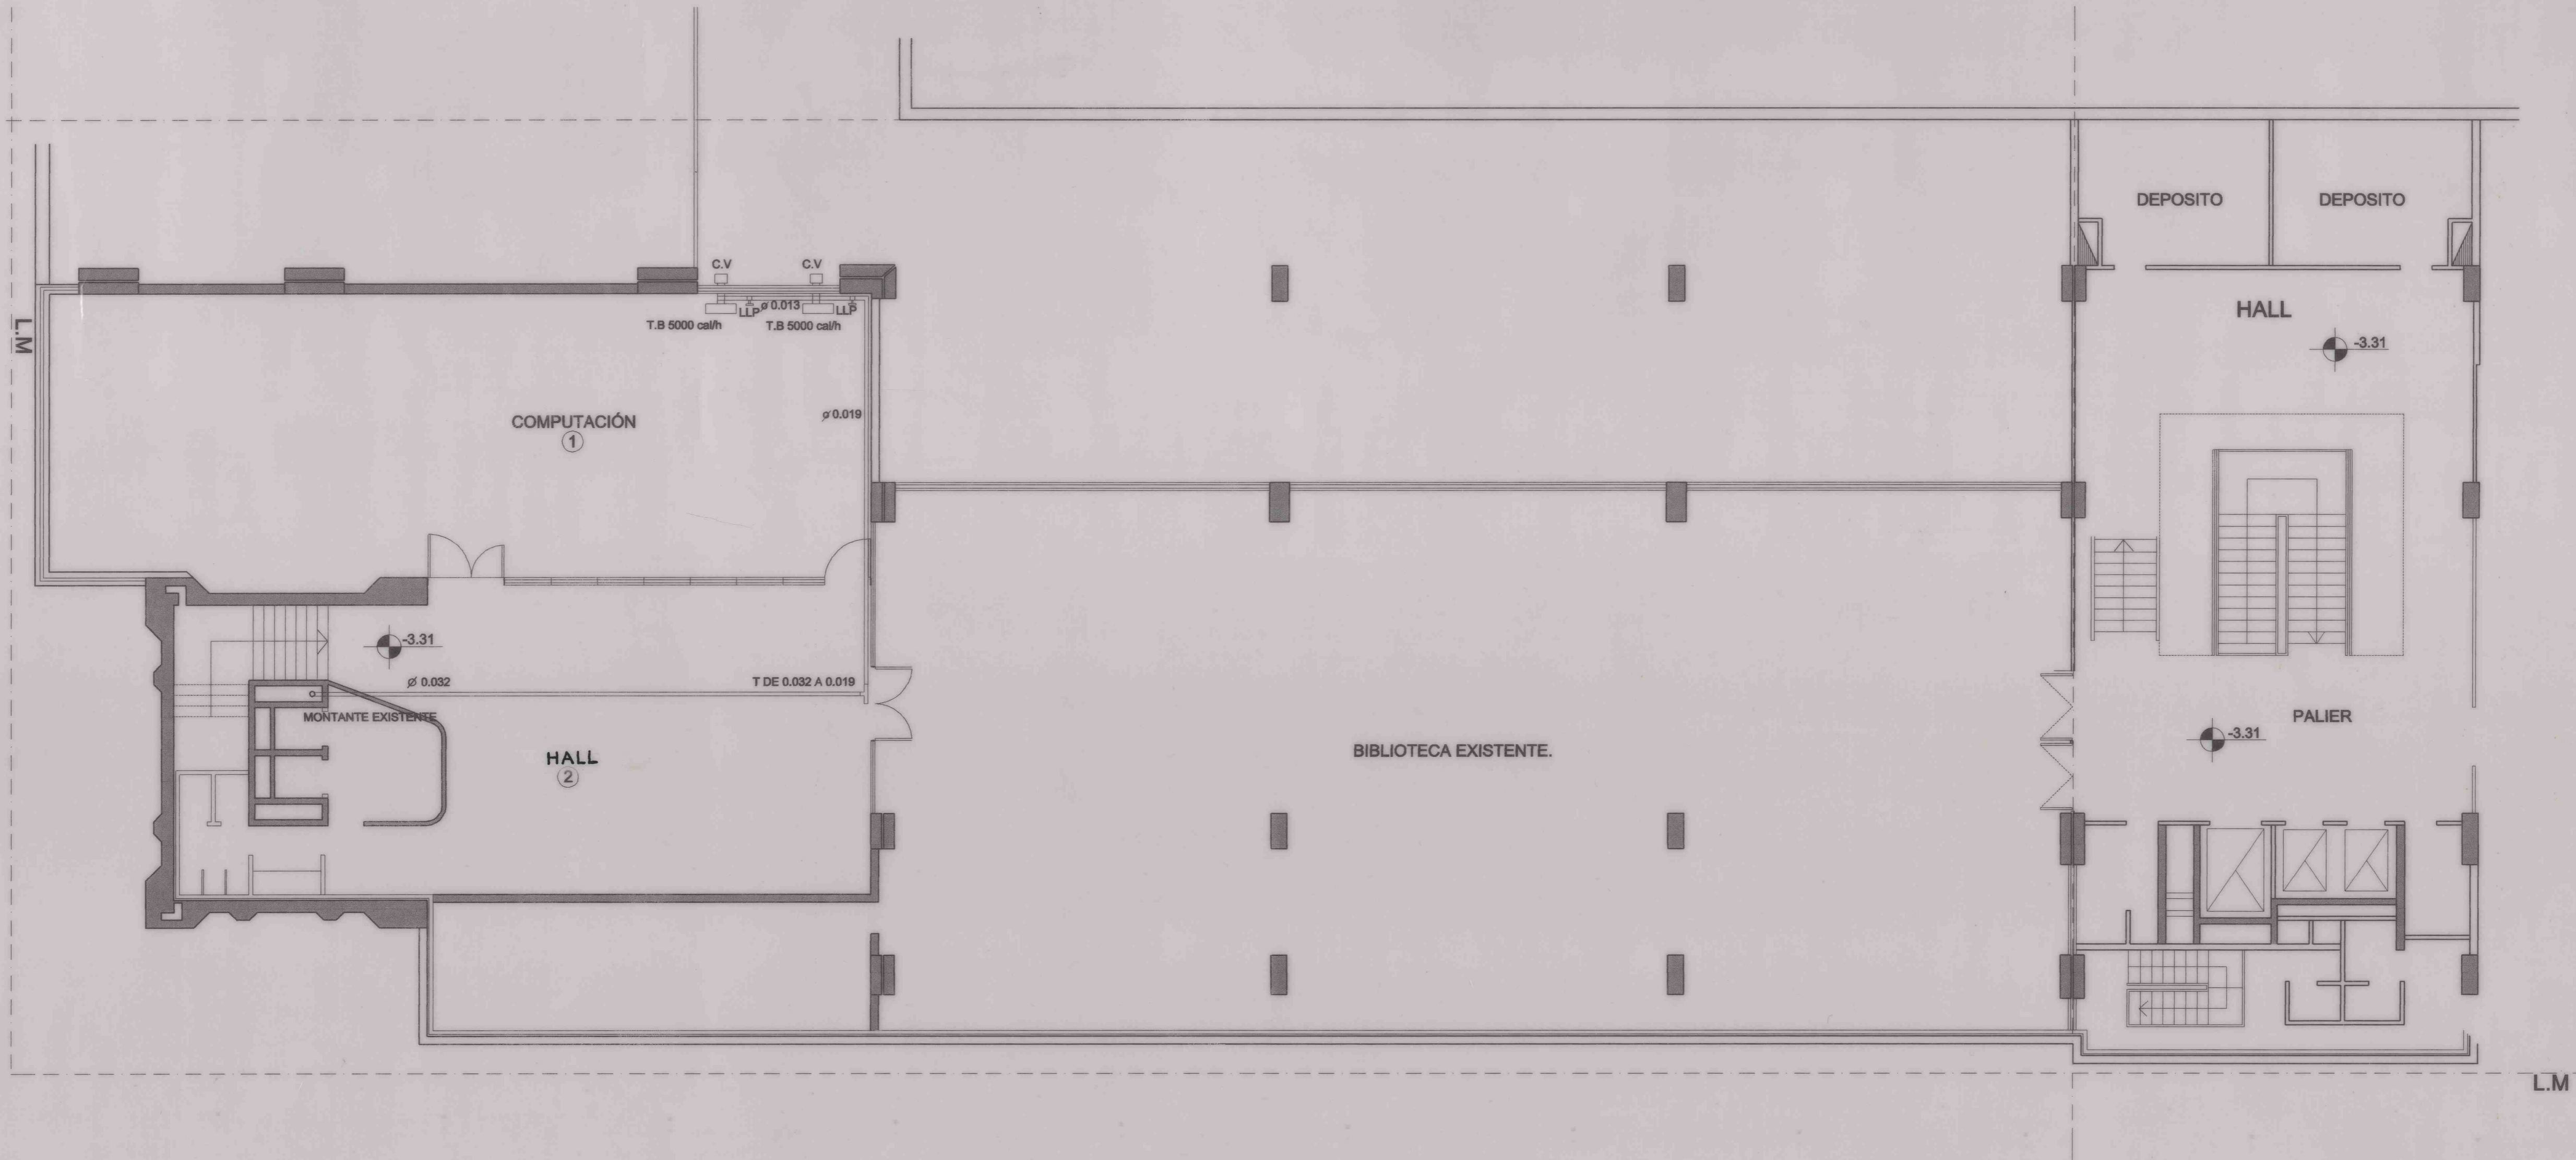 DEPOSITO
DEPOSITO
C.V
C.V
LLP
ø 0.013
LLP
T.B 5000 cal/h
T.B 5000 cal/h
L.M
HALL
-3.31
ø 0.019
COMPUTACIÓN
1
-3.31
Ø 0.032
T DE 0.032 A 0.019
MONTANTE EXISTENTE
PALIER
-3.31
HALL
2
BIBLIOTECA EXISTENTE.
L.M